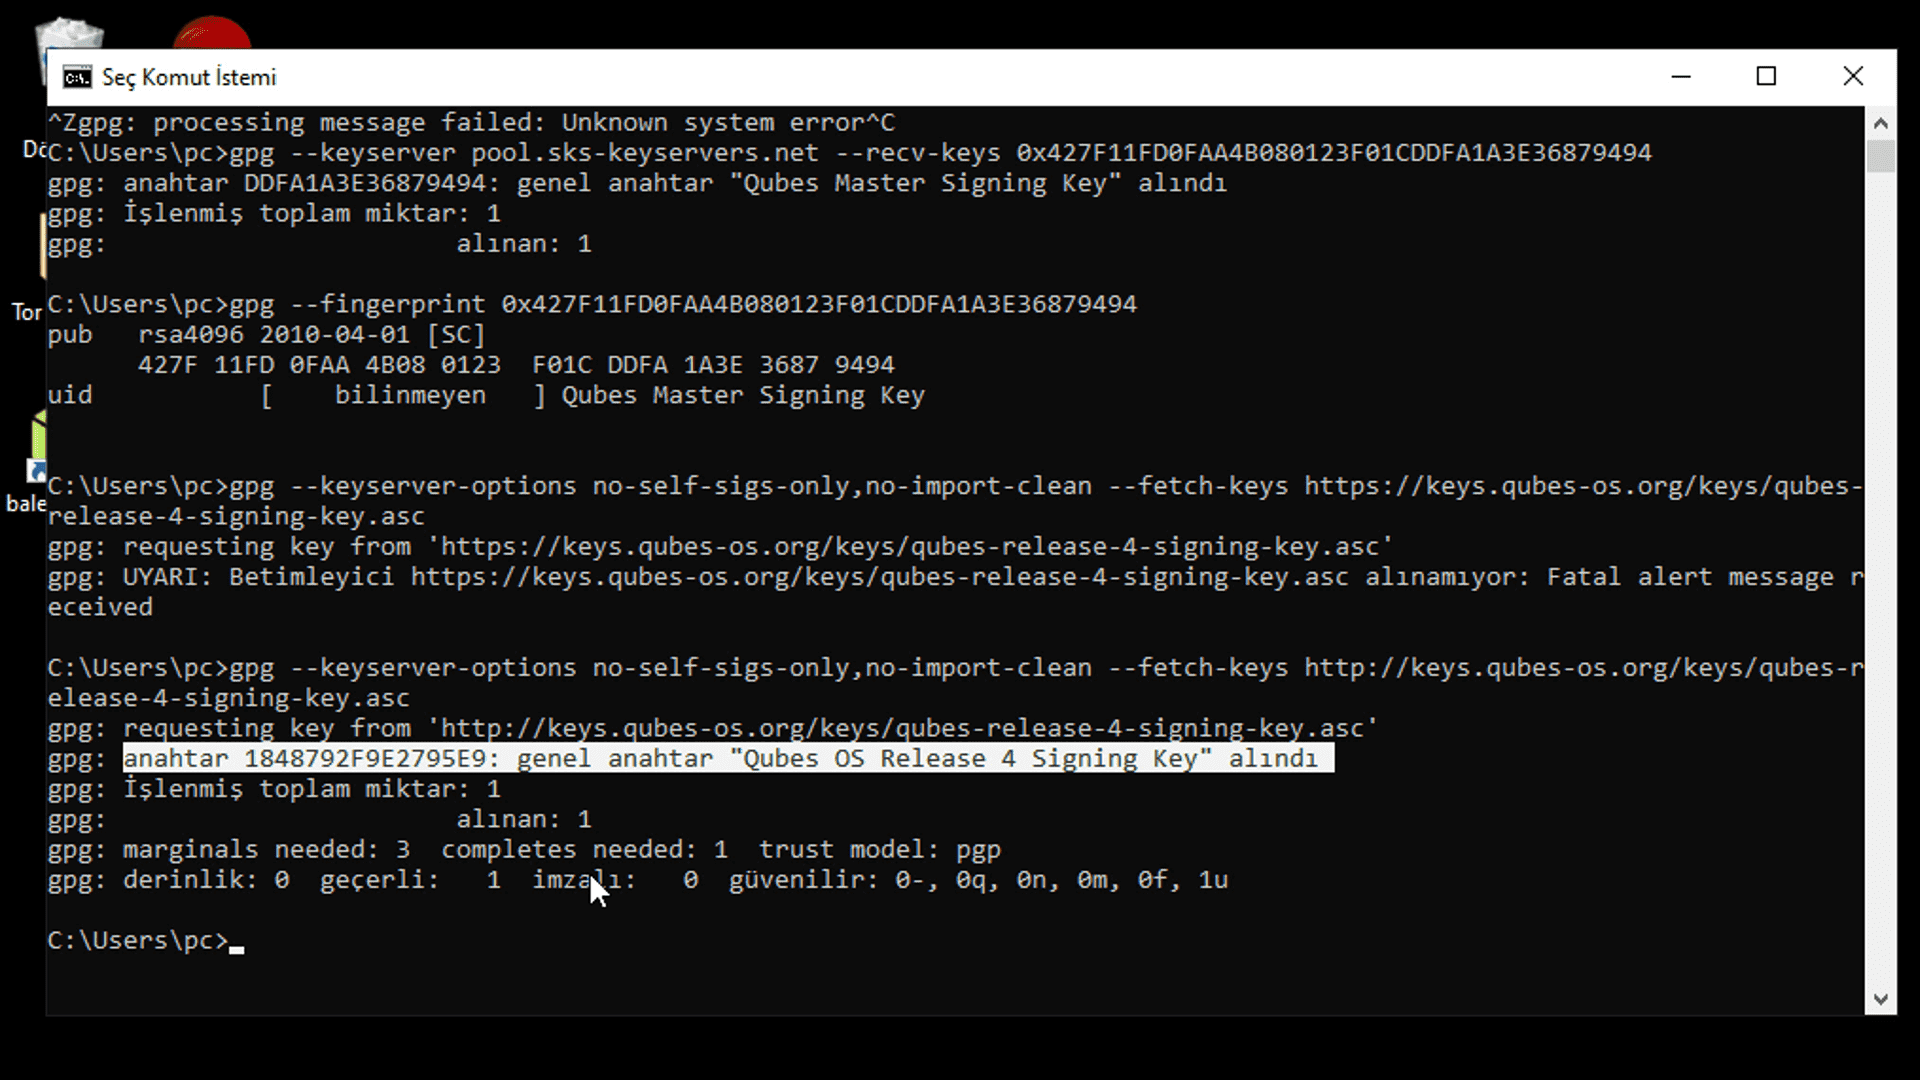 Seç Komut İstemi
^Zgpg: processing message failed: Unknown system error^C
C:\Users\pc>gpg --keyserver pool.sks-keyservers.net --recv-keys 0x427F11FD0FAA4B080123F01CDDFA1A3E36879494
gpg: anahtar DDFA1A3E36879494: genel anahtar "Qubes Master Signing Key" alındı
gpg: İşlenmiş toplam miktar: 1
gpg:                       alınan: 1
C:\Users\pc>gpg --fingerprint 0x427F11FD0FAA4B080123F01CDDFA1A3E36879494
pub   rsa4096 2010-04-01 [SC]
      427F 11FD 0FAA 4B08 0123  F01C DDFA 1A3E 3687 9494
uid           [    bilinmeyen   ] Qubes Master Signing Key
C:\Users\pc>gpg --keyserver-options no-self-sigs-only,no-import-clean --fetch-keys https://keys.qubes-os.org/keys/qubes-
release-4-signing-key.asc
gpg: requesting key from 'https://keys.qubes-os.org/keys/qubes-release-4-signing-key.asc'
gpg: UYARI: Betimleyici https://keys.qubes-os.org/keys/qubes-release-4-signing-key.asc alınamıyor: Fatal alert message r
eceived
C:\Users\pc>gpg --keyserver-options no-self-sigs-only,no-import-clean --fetch-keys http://keys.qubes-os.org/keys/qubes-r
elease-4-signing-key.asc
gpg: requesting key from 'http://keys.qubes-os.org/keys/qubes-release-4-signing-key.asc'
gpg: anahtar 1848792F9E2795E9: genel anahtar "Qubes OS Release 4 Signing Key" alındı
gpg: İşlenmiş toplam miktar: 1
gpg:                       alınan: 1
gpg: marginals needed: 3  completes needed: 1  trust model: pgp
gpg: derinlik: 0  geçerli:   1  imzalı:   0  güvenilir: 0-, 0q, 0n, 0m, 0f, 1u
C:\Users\pc>
Tor
bale